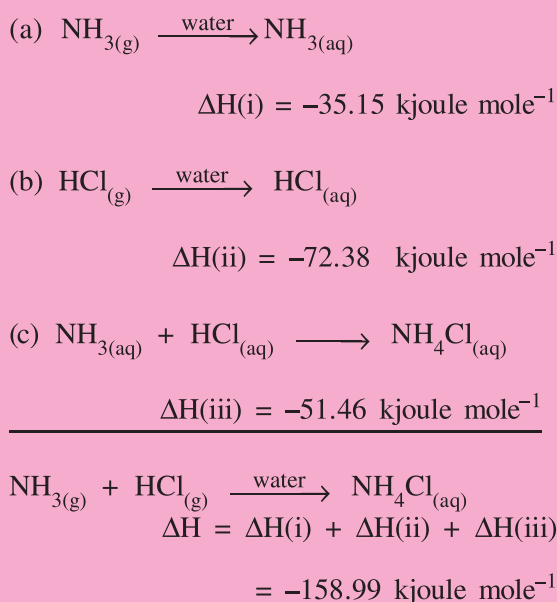 (a) NH₃(g) —water→ NH₃(aq)
ΔH(i) = –35.15 kjoule mole⁻¹
(b) HCl(g) —water→ HCl(aq)
ΔH(ii) = –72.38 kjoule mole⁻¹
(c) NH₃(aq) + HCl(aq) ⟶ NH₄Cl(aq)
ΔH(iii) = –51.46 kjoule mole⁻¹
NH₃(g) + HCl(g) —water→ NH₄Cl(aq)
ΔH = ΔH(i) + ΔH(ii) + ΔH(iii)
= –158.99 kjoule mole⁻¹